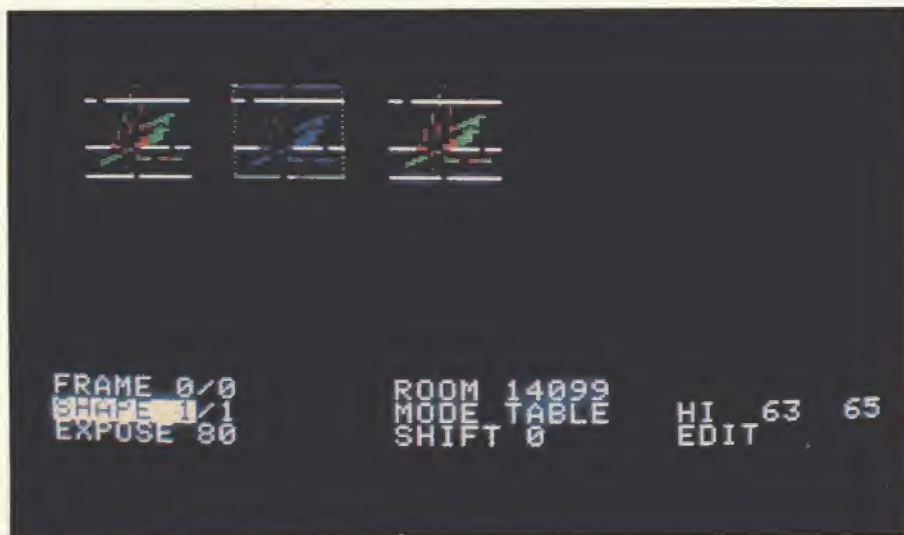 FRAME 0/0
SHAPE 1/1
EXPOSE 80
ROOM 14099
MODE TABLE
SHIFT 0
HI 63 65
EDIT